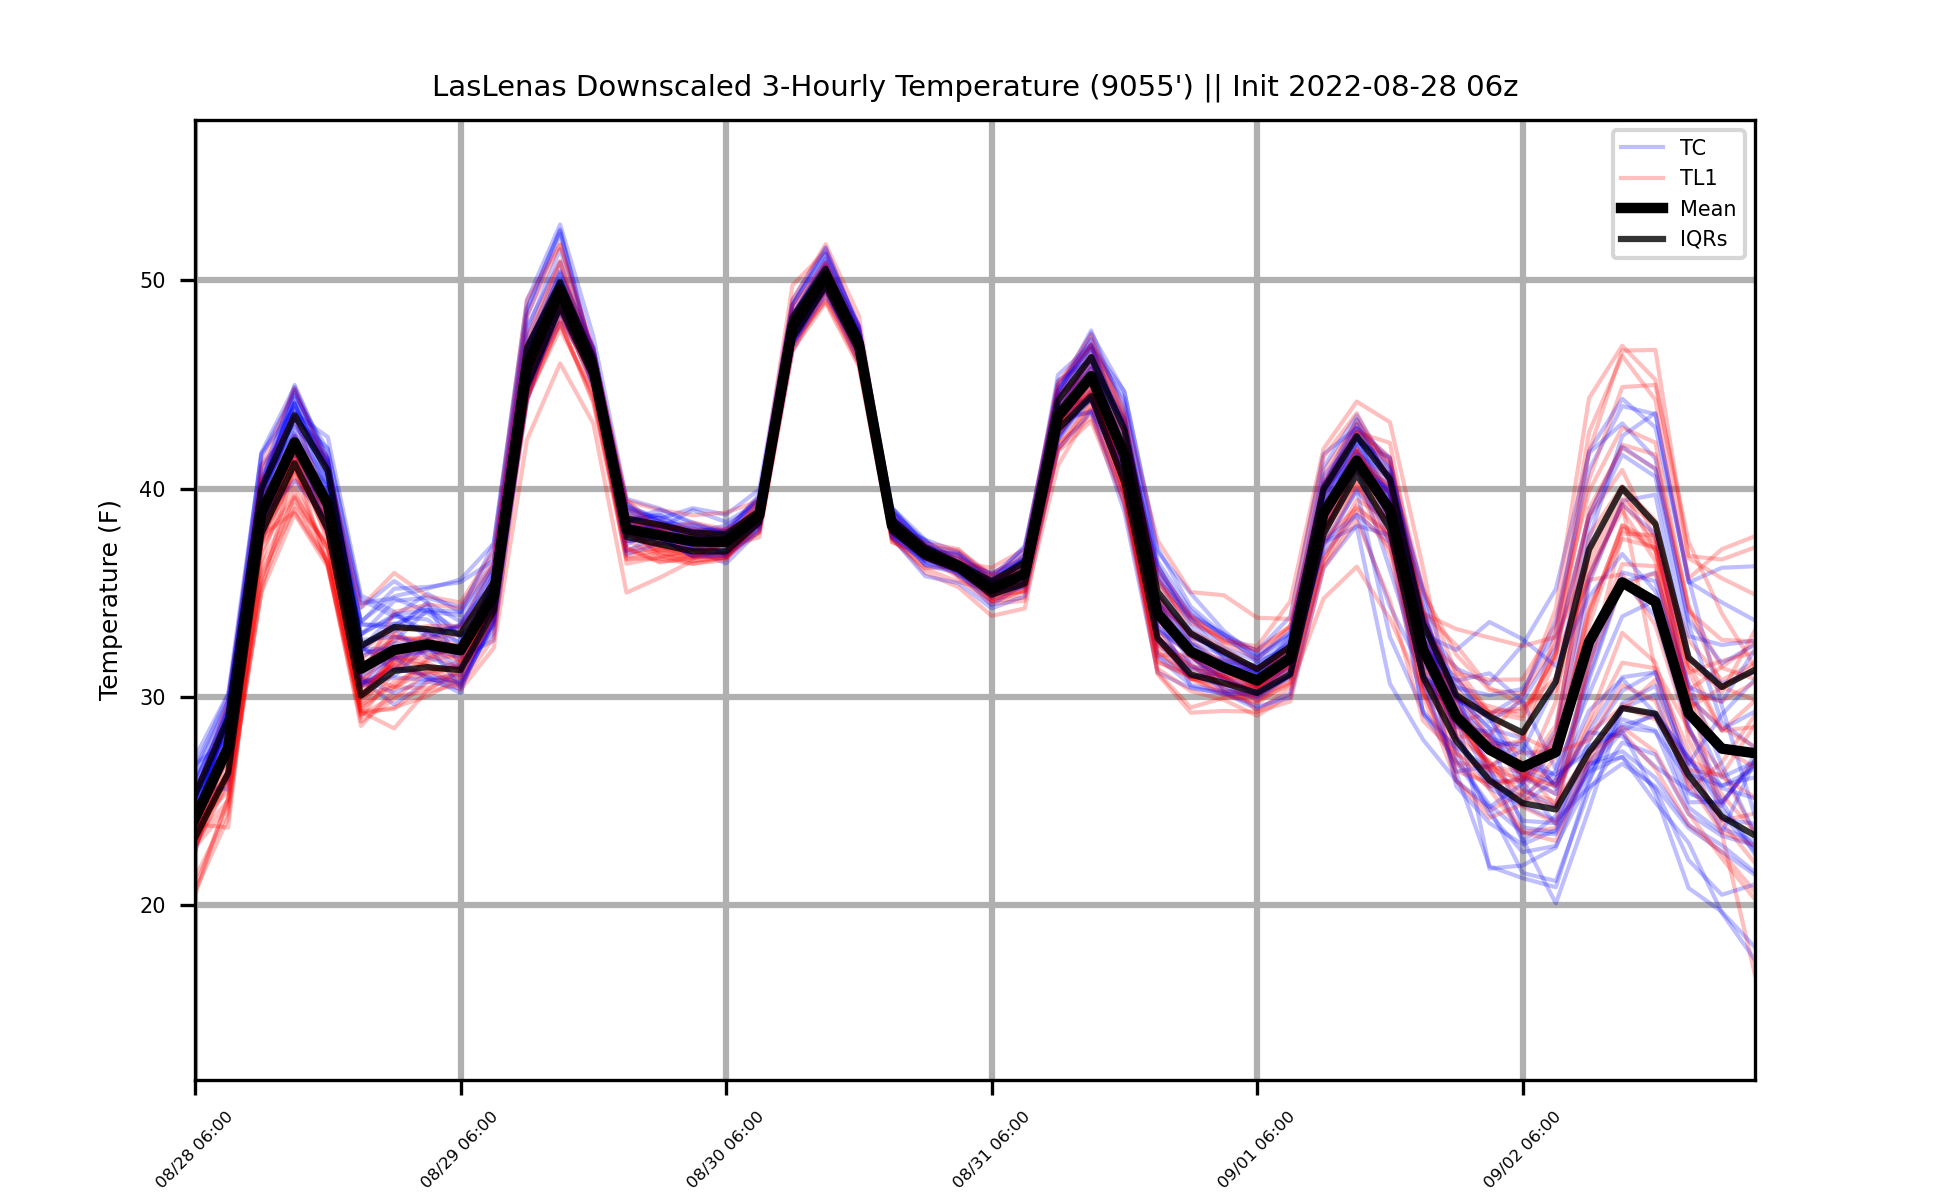 LasLenas Downscaled 3-Hourly Temperature (9055') || Init 2022-08-28 06z
TC
TL1
Mean
IQRs
Temperature (F)
50
40
30
20
08/28 06:00
08/29 06:00
08/30 06:00
08/31 06:00
09/01 06:00
09/02 06:00